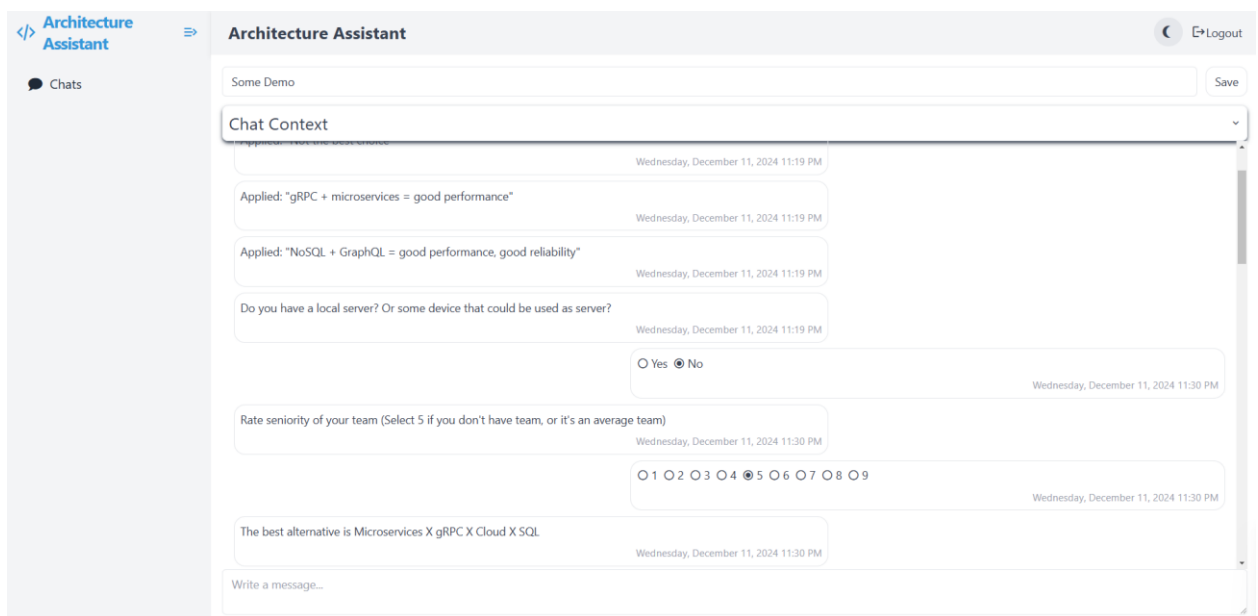 </> Architecture
Assistant
Architecture Assistant
Logout
Chats
Some Demo
Save
Chat Context
Applied: "Not the best choice"
Wednesday, December 11, 2024 11:19 PM
Applied: "gRPC + microservices = good performance"
Wednesday, December 11, 2024 11:19 PM
Applied: "NoSQL + GraphQL = good performance, good reliability"
Wednesday, December 11, 2024 11:19 PM
Do you have a local server? Or some device that could be used as server?
Wednesday, December 11, 2024 11:19 PM
Yes No
Wednesday, December 11, 2024 11:30 PM
Rate seniority of your team (Select 5 if you don't have team, or it's an average team)
Wednesday, December 11, 2024 11:30 PM
1 2 3 4 5 6 7 8 9
Wednesday, December 11, 2024 11:30 PM
The best alternative is Microservices X gRPC X Cloud X SQL
Wednesday, December 11, 2024 11:30 PM
Write a message...